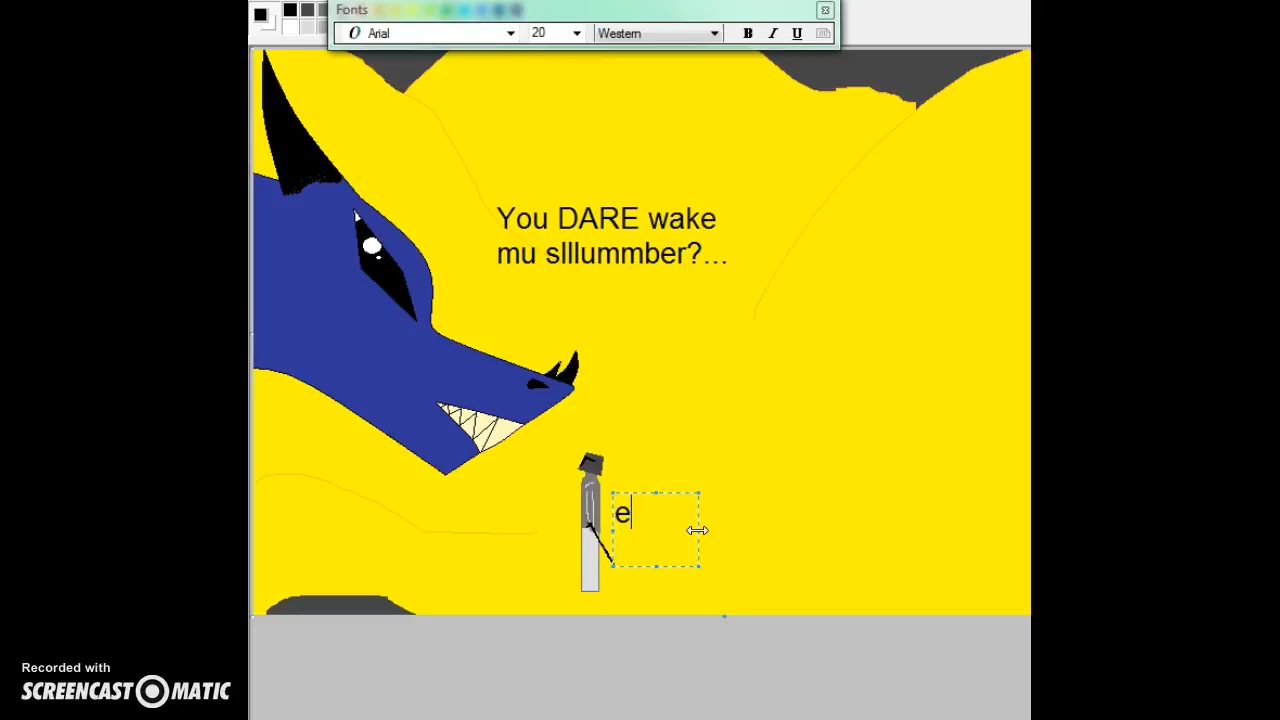 Fonts
Arial
20
Western
B I U
You DARE wake
mu slllummber?...
e
Recorded with
SCREENCAST MATIC